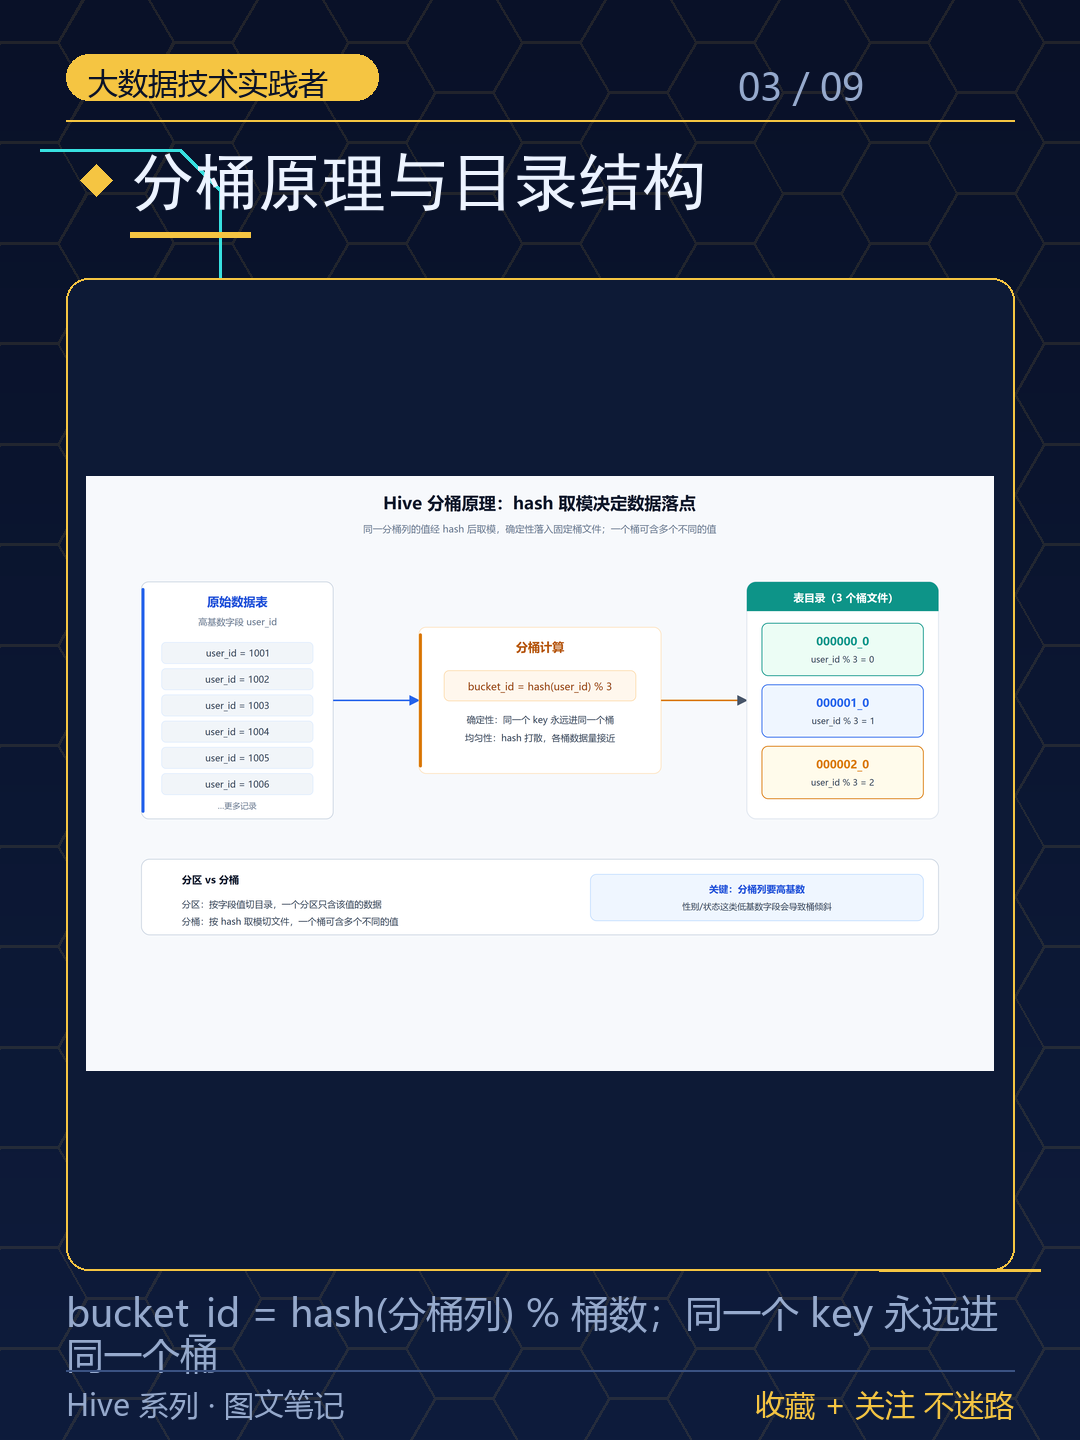 大数据技术实践者
03 / 09
分桶原理与目录结构
Hive 分桶原理：hash 取模决定数据落点
同一分桶列的值经 hash 后取模，确定性落入固定桶文件；一个桶可含多个不同的值
原始数据表
高基数字段 user_id
user_id = 1001
user_id = 1002
user_id = 1003
user_id = 1004
user_id = 1005
user_id = 1006
...更多记录
分桶计算
bucket_id = hash(user_id) % 3
确定性：同一个 key 永远进同一个桶
均匀性：hash 打散，各桶数据量接近
表目录（3 个桶文件）
000000_0
user_id % 3 = 0
000001_0
user_id % 3 = 1
000002_0
user_id % 3 = 2
分区 vs 分桶
分区：按字段值切目录，一个分区只含该值的数据
分桶：按 hash 取模切文件，一个桶可含多个不同的值
关键：分桶列要高基数
性别/状态这类低基数字段会导致桶倾斜
bucket_id = hash(分桶列) % 桶数；同一个 key 永远进
同一个桶
Hive 系列 · 图文笔记
收藏 + 关注 不迷路